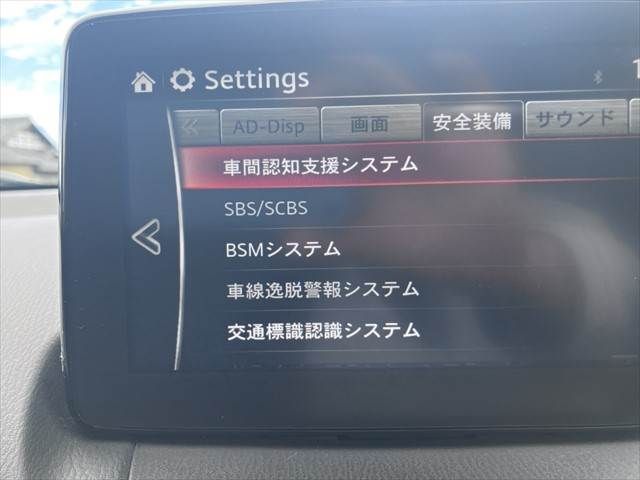 Settings
AD-Disp 画面 安全装備 サウンド
車間認知支援システム
SBS/SCBS
BSMシステム
車線逸脱警報システム
交通標識認識システム